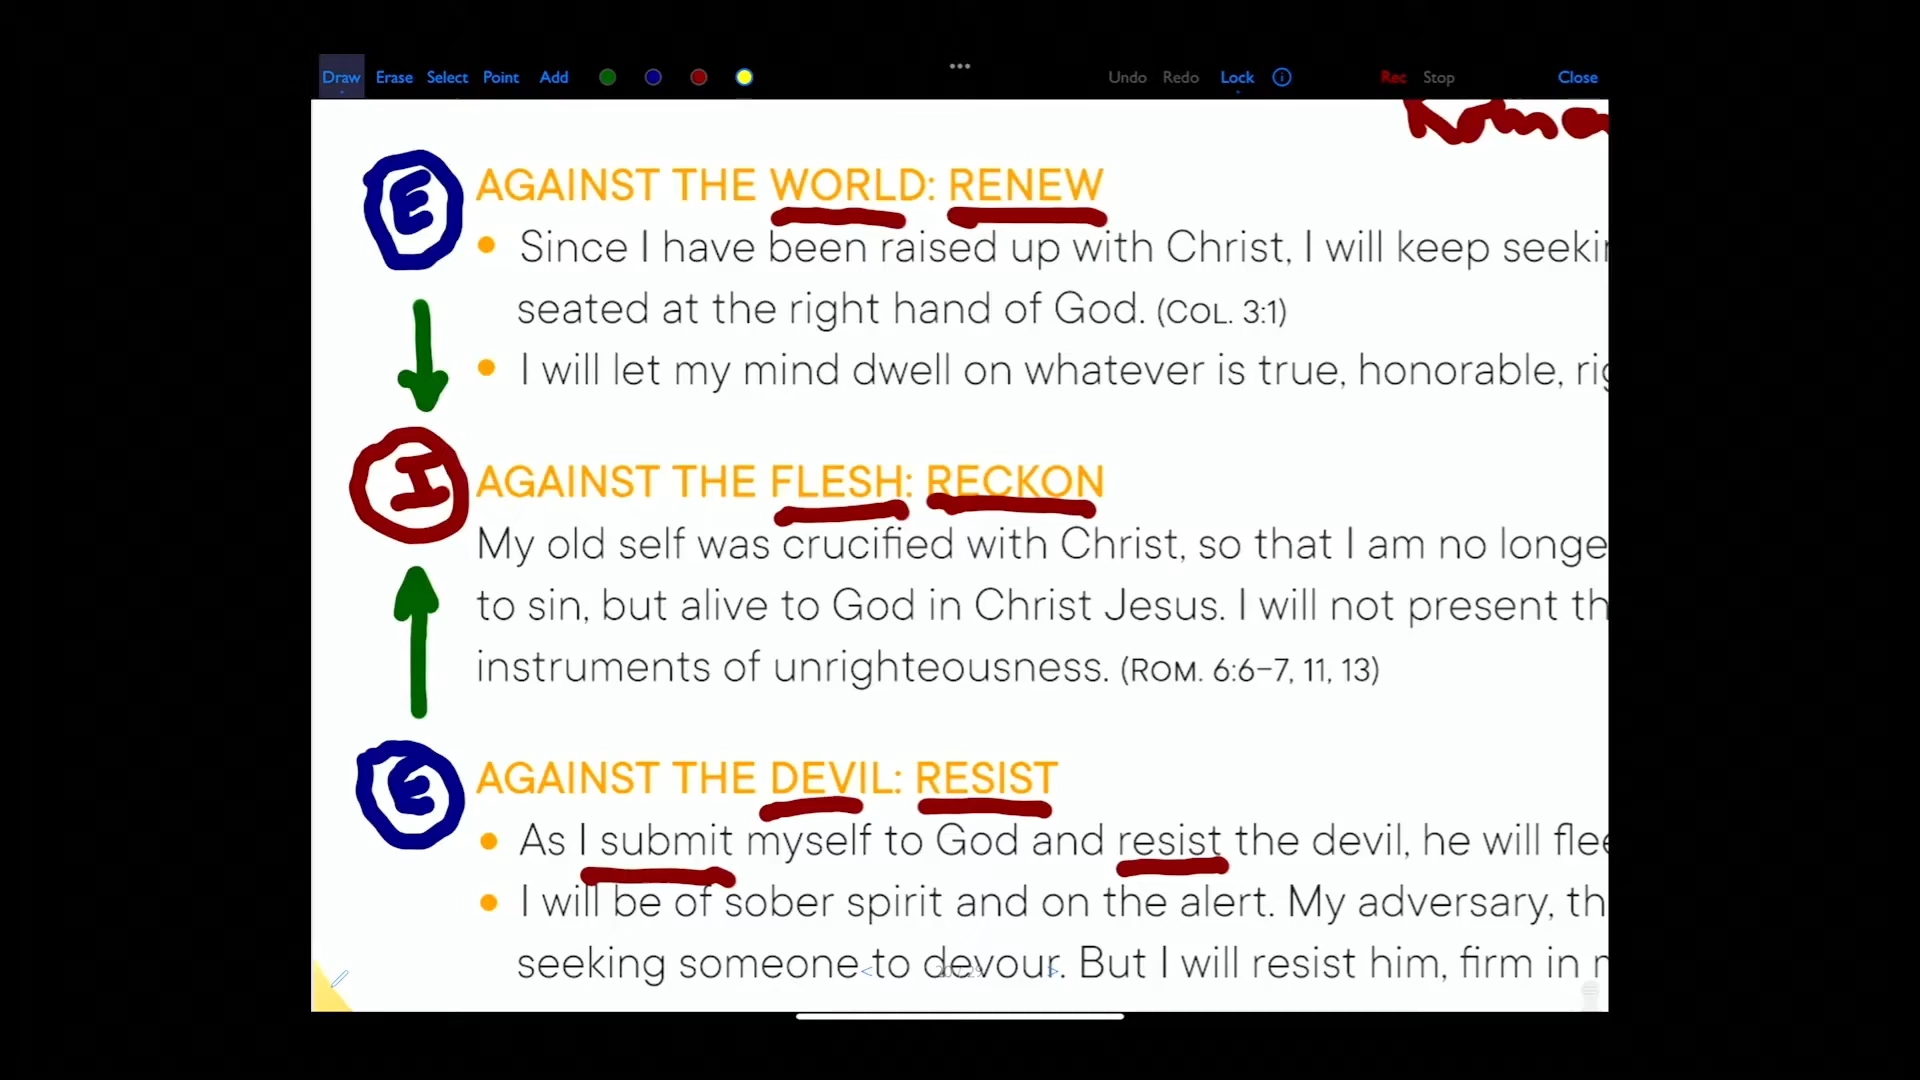 Draw Erase Select Point Add Undo Redo Lock Rec Stop Close
E AGAINST THE WORLD: RENEW
Since I have been raised up with Christ, I will keep
seated at the right hand of God. (COL. 3:1)
I will let my mind dwell on whatever is true, honorable,
I AGAINST THE FLESH: RECKON
My old self was crucified with Christ, so that I am no
to sin, but alive to God in Christ Jesus. I will not present
instruments of unrighteousness. (ROM. 6:6–7, 11, 13)
E AGAINST THE DEVIL: RESIST
As I submit myself to God and resist the devil, he will
I will be of sober spirit and on the alert. My adversary,
seeking someone to devour. But I will resist him, firm in